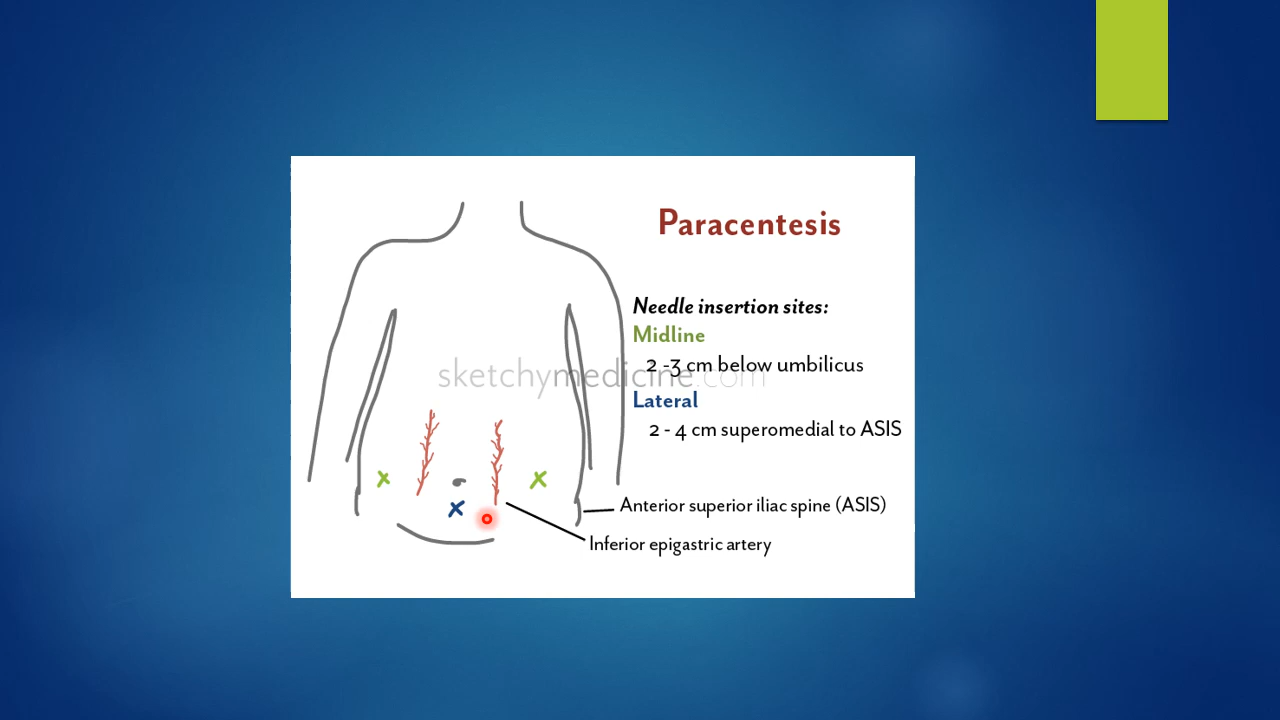 Paracentesis
Needle insertion sites:
Midline
2 -3 cm below umbilicus
sketchymedicine.com
Lateral
2 - 4 cm superomedial to ASIS
Anterior superior iliac spine (ASIS)
Inferior epigastric artery